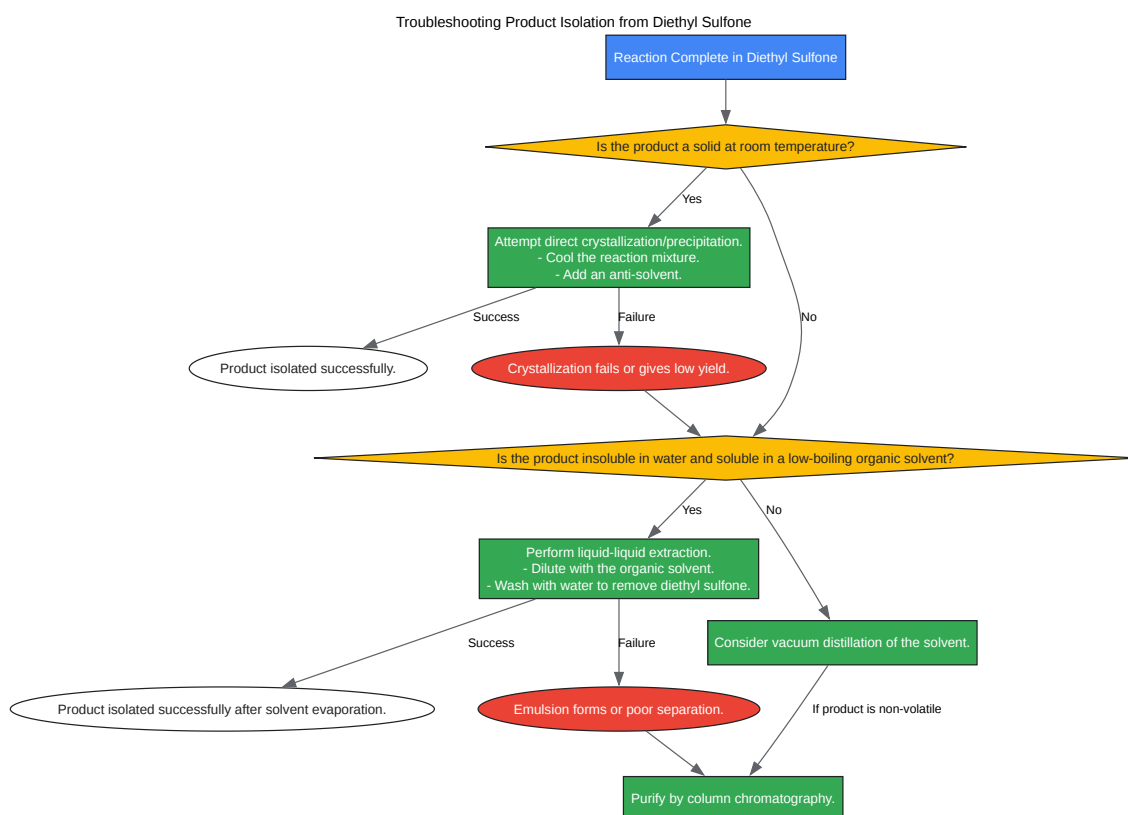 Troubleshooting Product Isolation from Diethyl Sulfone
Reaction Complete in Diethyl Sulfone
Is the product a solid at room temperature?
Yes
Attempt direct crystallization/precipitation.
- Cool the reaction mixture.
- Add an anti-solvent.
Success
Failure
No
Product isolated successfully.
Crystallization fails or gives low yield.
Is the product insoluble in water and soluble in a low-boiling organic solvent?
Yes
No
Perform liquid-liquid extraction.
- Dilute with the organic solvent.
- Wash with water to remove diethyl sulfone.
Success
Failure
Consider vacuum distillation of the solvent.
Product isolated successfully after solvent evaporation.
Emulsion forms or poor separation.
If product is non-volatile
Purify by column chromatography.